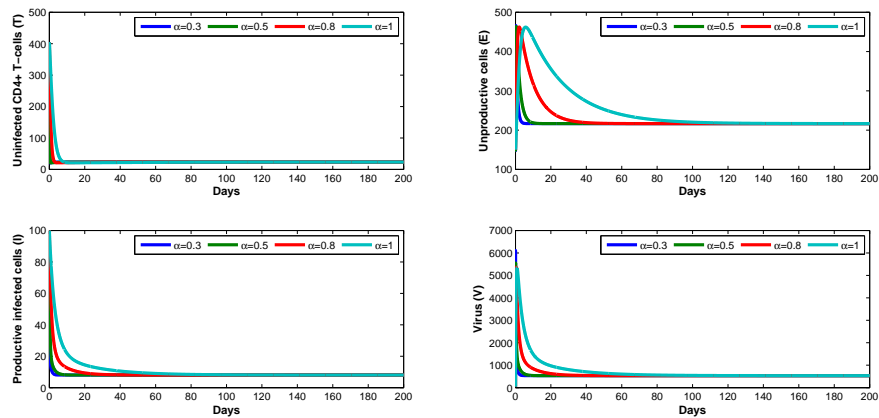 Uninfected CD4+ T-cells (T)
500
400
300
200
100
0
α=0.3 α=0.5 α=0.8 α=1
0 20 40 60 80 100 120 140 160 180 200
Days
Unproductive cells (E)
500
400
300
200
100
α=0.3 α=0.5 α=0.8 α=1
0 20 40 60 80 100 120 140 160 180 200
Days
Productive infected cells (I)
100
80
60
40
20
0
α=0.3 α=0.5 α=0.8 α=1
0 20 40 60 80 100 120 140 160 180 200
Days
Virus (V)
7000
6000
5000
4000
3000
2000
1000
0
α=0.3 α=0.5 α=0.8 α=1
0 20 40 60 80 100 120 140 160 180 200
Days